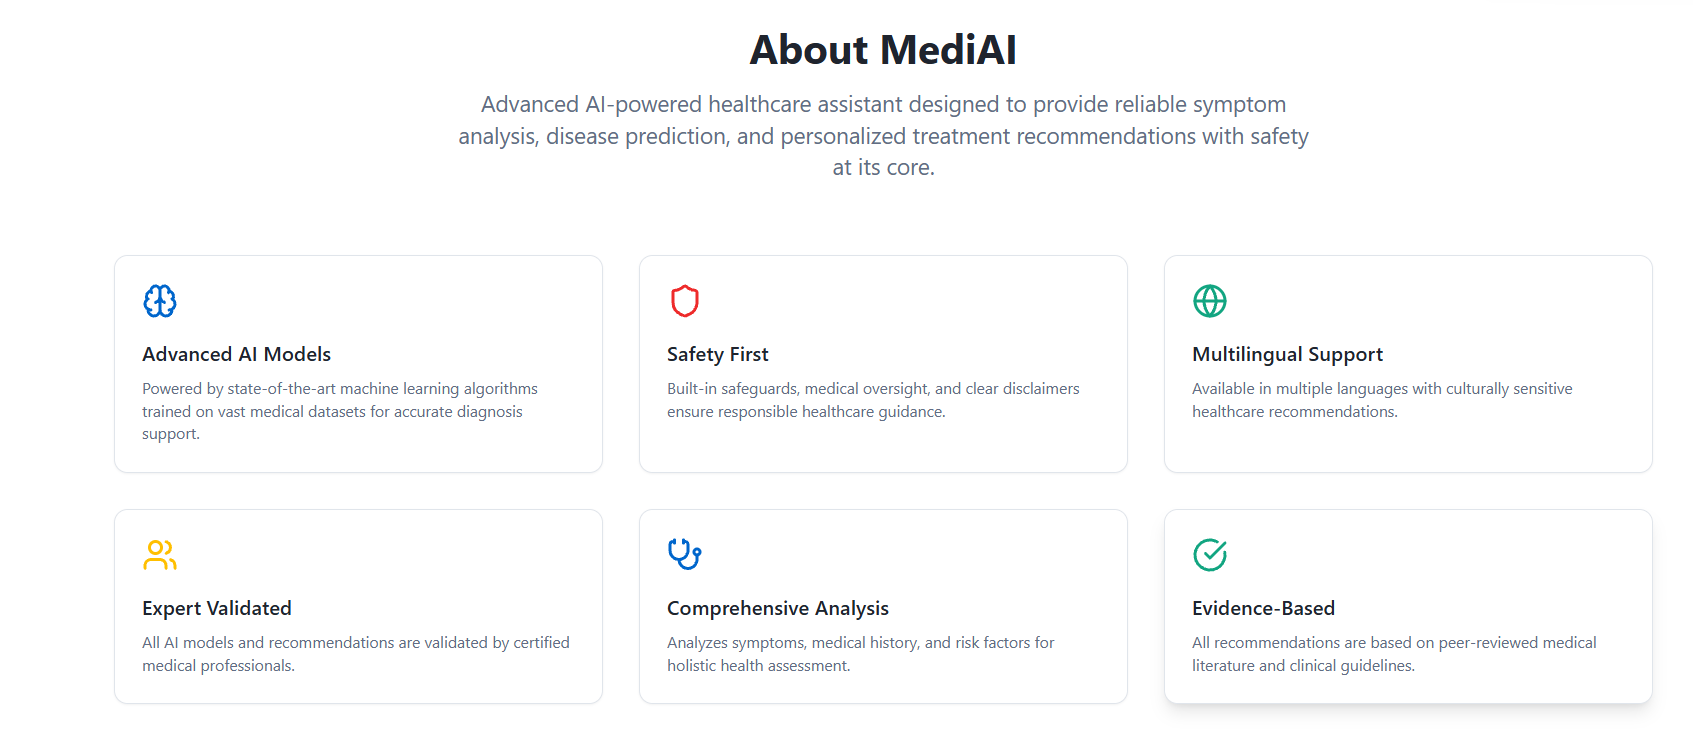 About MediAI
Advanced AI-powered healthcare assistant designed to provide reliable symptom
analysis, disease prediction, and personalized treatment recommendations with safety
at its core.
Advanced AI Models
Powered by state-of-the-art machine learning algorithms
trained on vast medical datasets for accurate diagnosis
support.
Safety First
Built-in safeguards, medical oversight, and clear disclaimers
ensure responsible healthcare guidance.
Multilingual Support
Available in multiple languages with culturally sensitive
healthcare recommendations.
Expert Validated
All AI models and recommendations are validated by certified
medical professionals.
Comprehensive Analysis
Analyzes symptoms, medical history, and risk factors for
holistic health assessment.
Evidence-Based
All recommendations are based on peer-reviewed medical
literature and clinical guidelines.